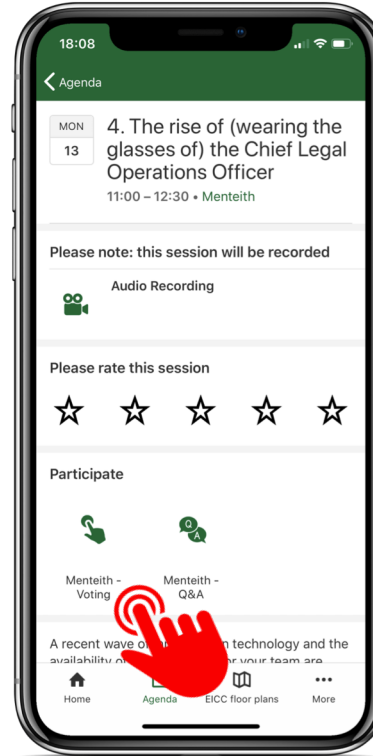 18:08
Agenda
MON
13
4. The rise of (wearing the
glasses of) the Chief Legal
Operations Officer
11:00 – 12:30 • Menteith
Please note: this session will be recorded
Audio Recording
Please rate this session
Participate
Q
A
Menteith -
Voting
Menteith -
Q&A
A recent wave of technology and the
availability your team are
Home
Agenda
EICC floor plans
More